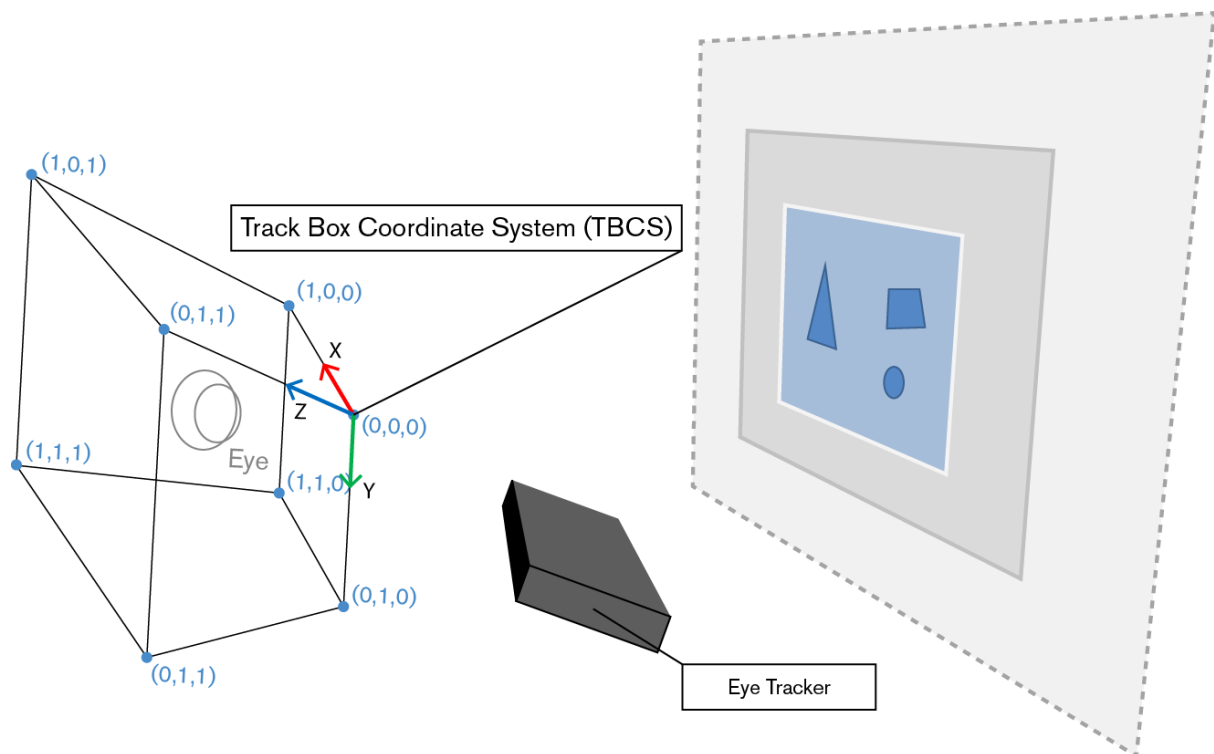 (1,0,1)
Track Box Coordinate System (TBCS)
(1,0,0)
(0,1,1)
X
Z
(0,0,0)
(1,1,1)
Eye
(1,1,0)
Y
(0,1,0)
(0,1,1)
Eye Tracker